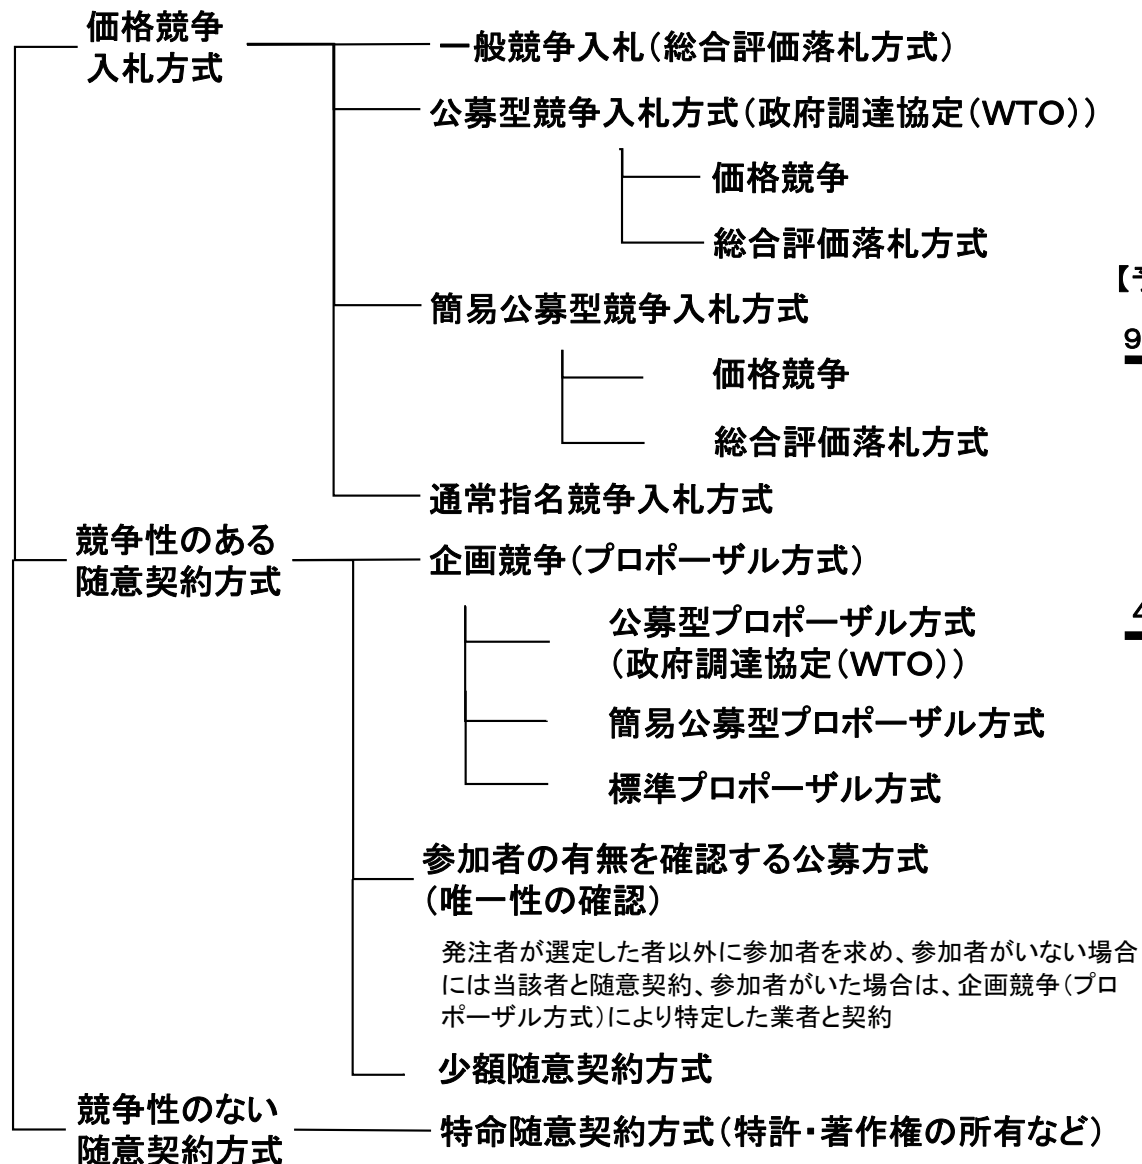 価格競争
入札方式
一般競争入札(総合評価落札方式)
公募型競争入札方式(政府調達協定(WTO))
価格競争
総合評価落札方式
簡易公募型競争入札方式
価格競争
総合評価落札方式
通常指名競争入札方式
競争性のある
随意契約方式
企画競争(プロポーザル方式)
公募型プロポーザル方式
(政府調達協定(WTO))
簡易公募型プロポーザル方式
標準プロポーザル方式
参加者の有無を確認する公募方式
(唯一性の確認)
発注者が選定した者以外に参加者を求め、参加者がいない場合
には当該者と随意契約、参加者がいた場合は、企画競争(プロ
ポーザル方式)により特定した業者と契約
少額随意契約方式
競争性のない
随意契約方式
特命随意契約方式(特許・著作権の所有など)
9